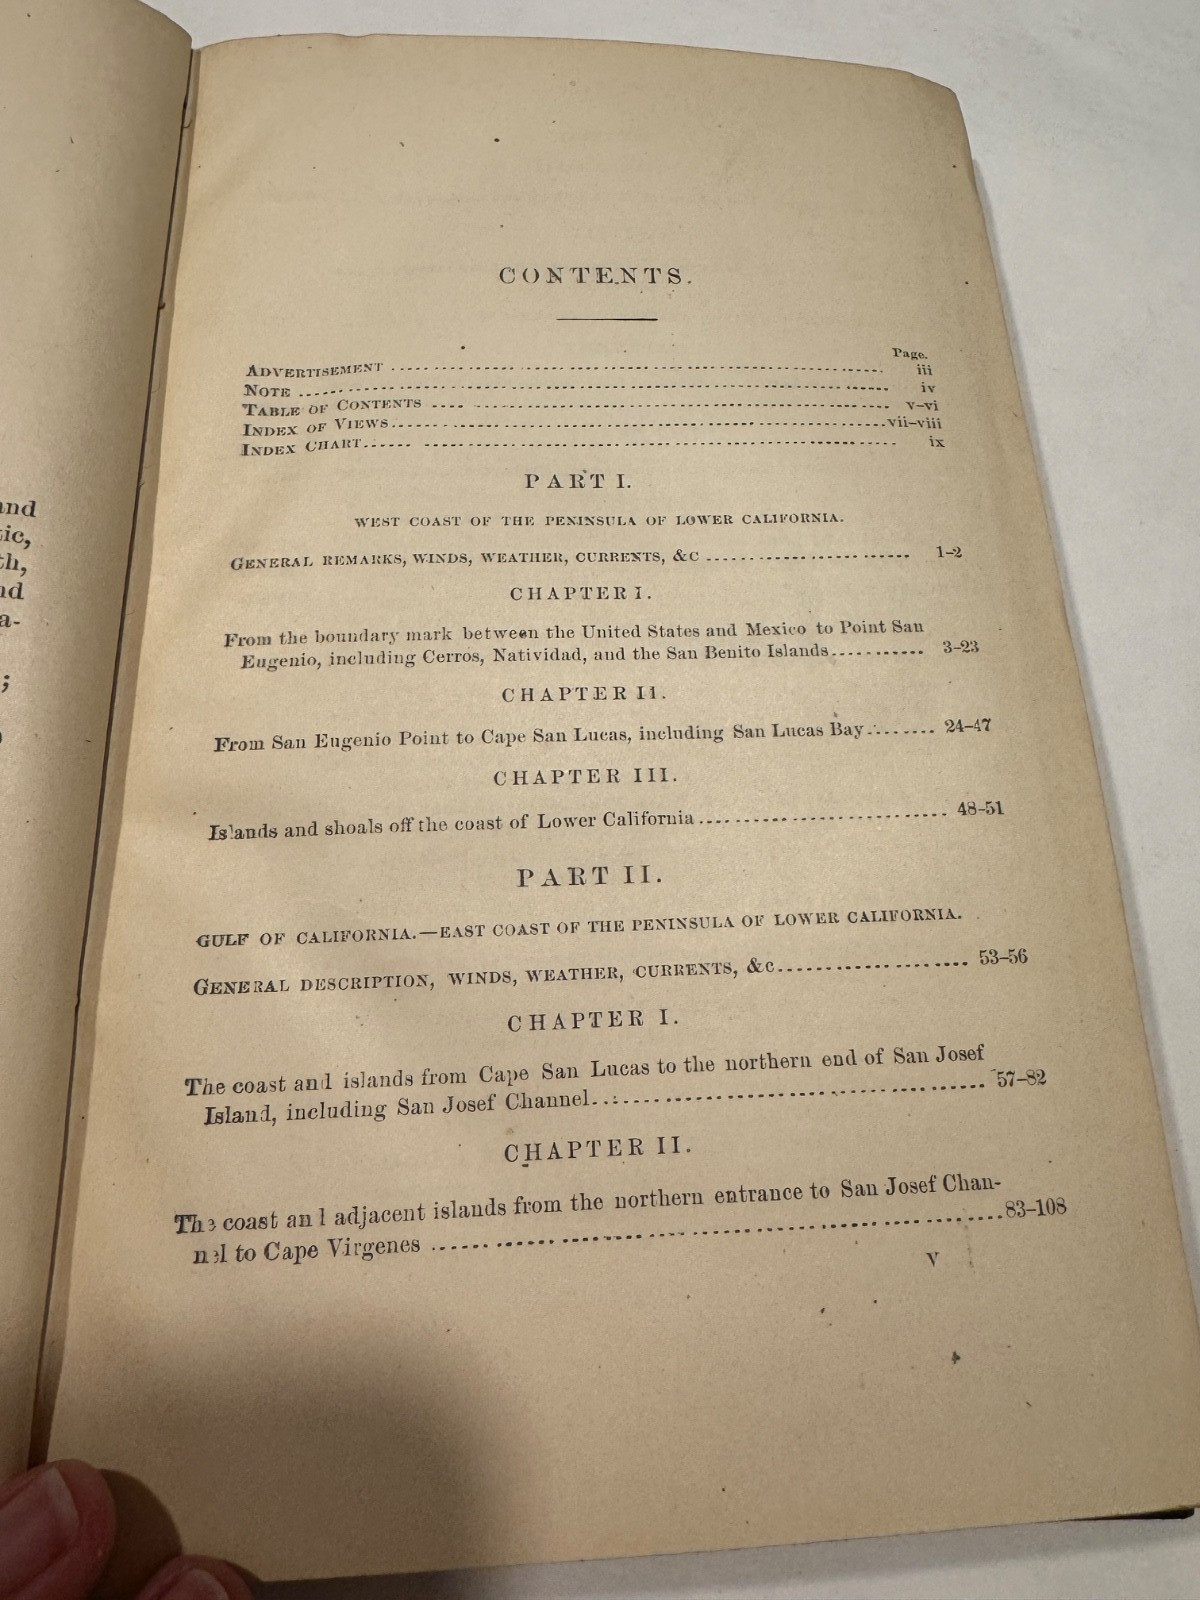 and
tic,
th,
nd
a-
;
CONTENTS.
Page.
ADVERTISEMENT ........ iii
NOTE ........ iv
TABLE OF CONTENTS ........ v–vi
INDEX OF VIEWS ........ vii–viii
INDEX CHART ........ ix
PART I.
WEST COAST OF THE PENINSULA OF LOWER CALIFORNIA.
GENERAL REMARKS, WINDS, WEATHER, CURRENTS, &c ........ 1–2
CHAPTER I.
From the boundary mark between the United States and Mexico to Point San
Eugenio, including Cerros, Natividad, and the San Benito Islands ........ 3–23
CHAPTER II.
From San Eugenio Point to Cape San Lucas, including San Lucas Bay ........ 24–47
CHAPTER III.
Islands and shoals off the coast of Lower California ........ 48–51
PART II.
GULF OF CALIFORNIA.—EAST COAST OF THE PENINSULA OF LOWER CALIFORNIA.
GENERAL DESCRIPTION, WINDS, WEATHER, CURRENTS, &c ........ 53–56
CHAPTER I.
The coast and islands from Cape San Lucas to the northern end of San Josef
Island, including San Josef Channel ........ 57–82
CHAPTER II.
The coast and adjacent islands from the northern entrance to San Josef Chan-
nel to Cape Virgenes ........ 83–108
v